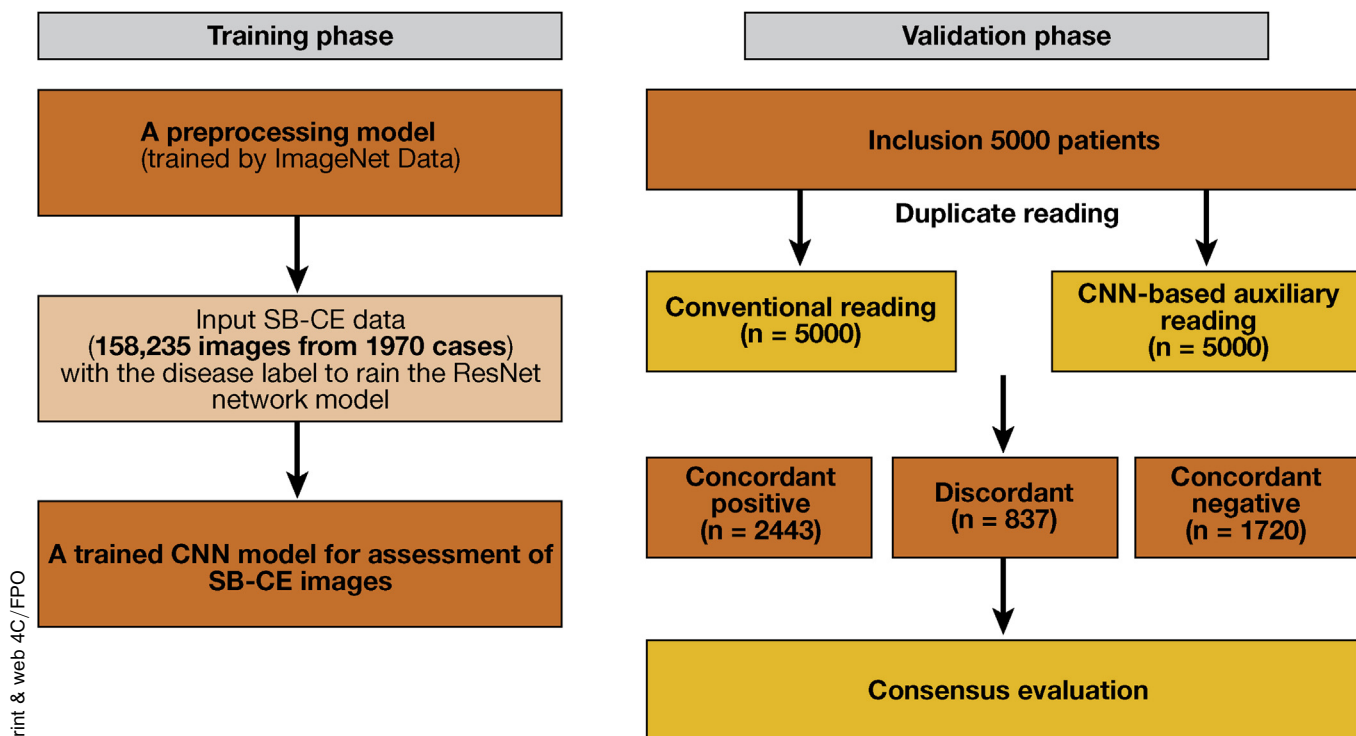 Training phase
A preprocessing model
(trained by ImageNet Data)
Input SB-CE data
(158,235 images from 1970 cases)
with the disease label to rain the ResNet
network model
A trained CNN model for assessment of
SB-CE images
Validation phase
Inclusion 5000 patients
Duplicate reading
Conventional reading
(n = 5000)
CNN-based auxiliary
reading
(n = 5000)
Concordant
positive
(n = 2443)
Discordant
(n = 837)
Concordant
negative
(n = 1720)
Consensus evaluation
rint & web 4C/FPO